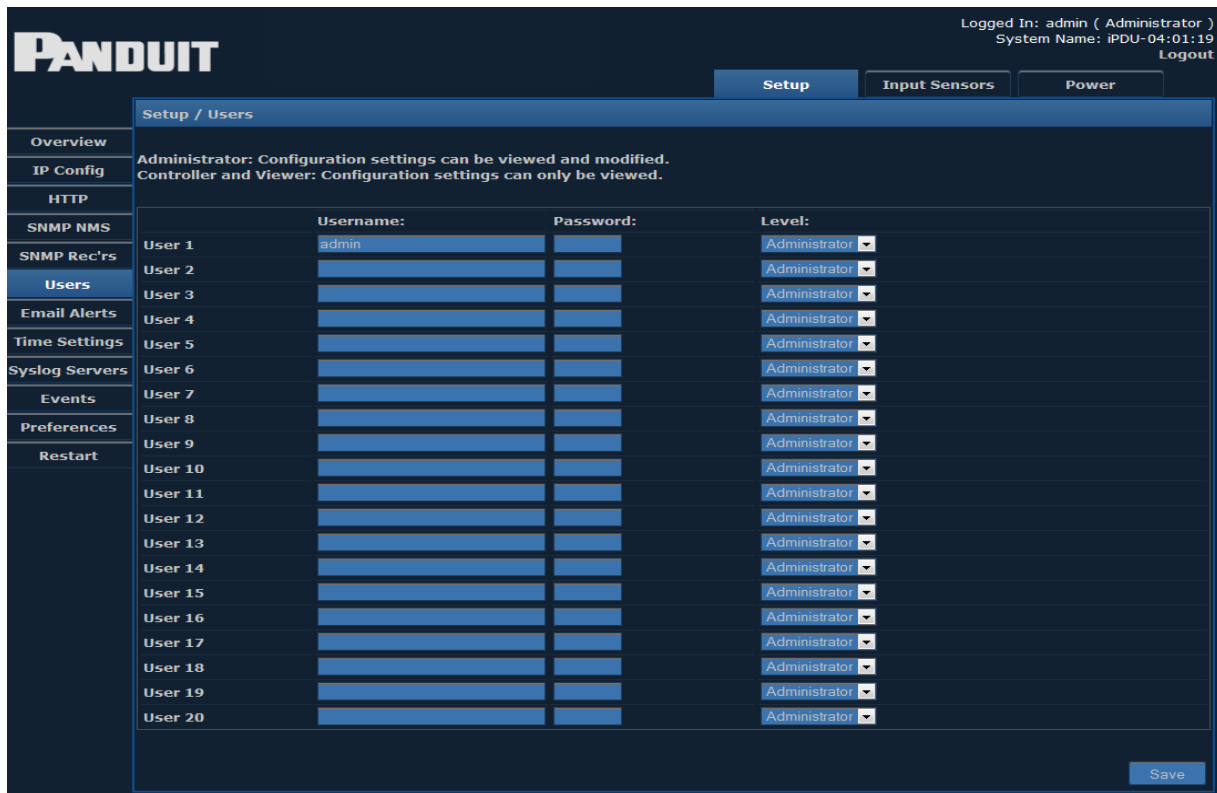 PANDUIT
Logged In: admin ( Administrator )
System Name: iPDU-04:01:19
Logout
Setup
Input Sensors
Power
Setup / Users
Overview
IP Config
HTTP
SNMP NMS
SNMP Rec'rs
Users
Email Alerts
Time Settings
Syslog Servers
Events
Preferences
Restart
Administrator: Configuration settings can be viewed and modified.
Controller and Viewer: Configuration settings can only be viewed.
Username: Password: Level:
User 1 admin Administrator
User 2 Administrator
User 3 Administrator
User 4 Administrator
User 5 Administrator
User 6 Administrator
User 7 Administrator
User 8 Administrator
User 9 Administrator
User 10 Administrator
User 11 Administrator
User 12 Administrator
User 13 Administrator
User 14 Administrator
User 15 Administrator
User 16 Administrator
User 17 Administrator
User 18 Administrator
User 19 Administrator
User 20 Administrator
Save